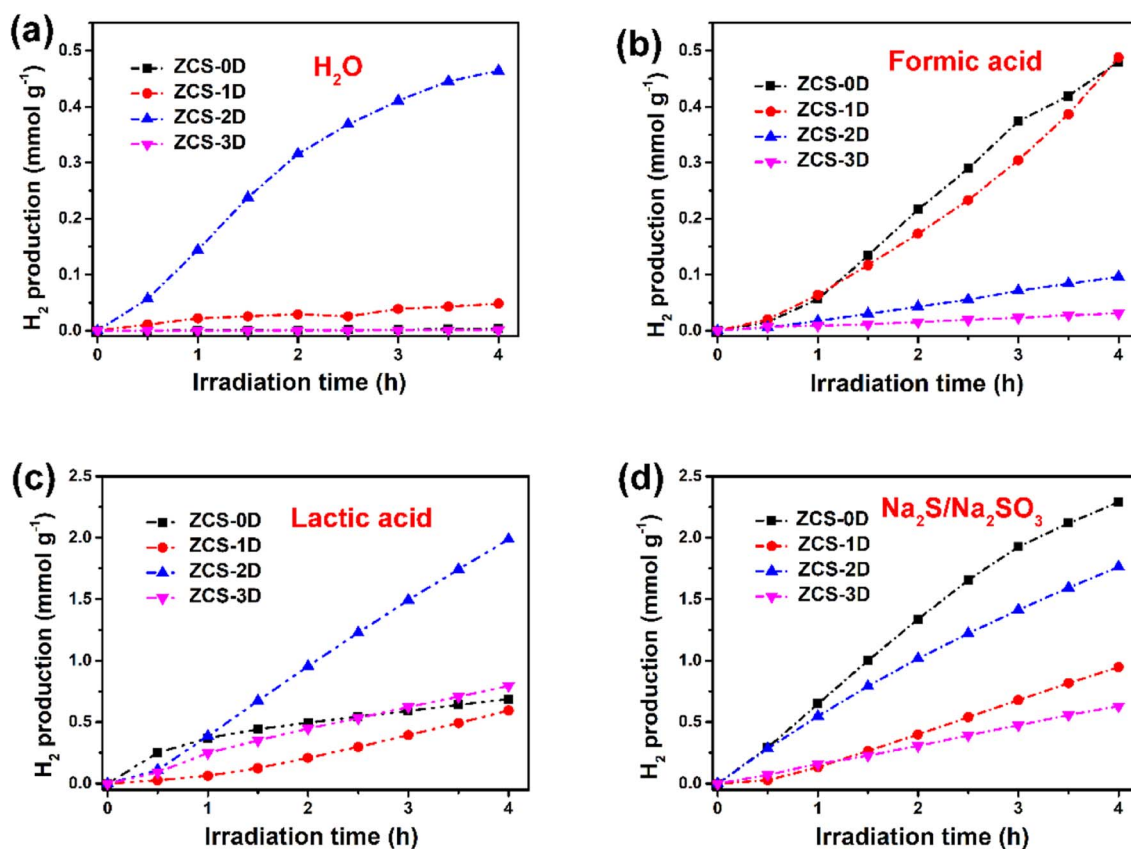 (a)
H₂O
ZCS-0D
ZCS-1D
ZCS-2D
ZCS-3D
H₂ production (mmol g⁻¹)
0.5
0.4
0.3
0.2
0.1
0.0
0 1 2 3 4
Irradiation time (h)
(b)
Formic acid
ZCS-0D
ZCS-1D
ZCS-2D
ZCS-3D
H₂ production (mmol g⁻¹)
0.5
0.4
0.3
0.2
0.1
0.0
0 1 2 3 4
Irradiation time (h)
(c)
Lactic acid
ZCS-0D
ZCS-1D
ZCS-2D
ZCS-3D
H₂ production (mmol g⁻¹)
2.5
2.0
1.5
1.0
0.5
0.0
0 1 2 3 4
Irradiation time (h)
(d)
Na₂S/Na₂SO₃
ZCS-0D
ZCS-1D
ZCS-2D
ZCS-3D
H₂ production (mmol g⁻¹)
2.5
2.0
1.5
1.0
0.5
0.0
0 1 2 3 4
Irradiation time (h)